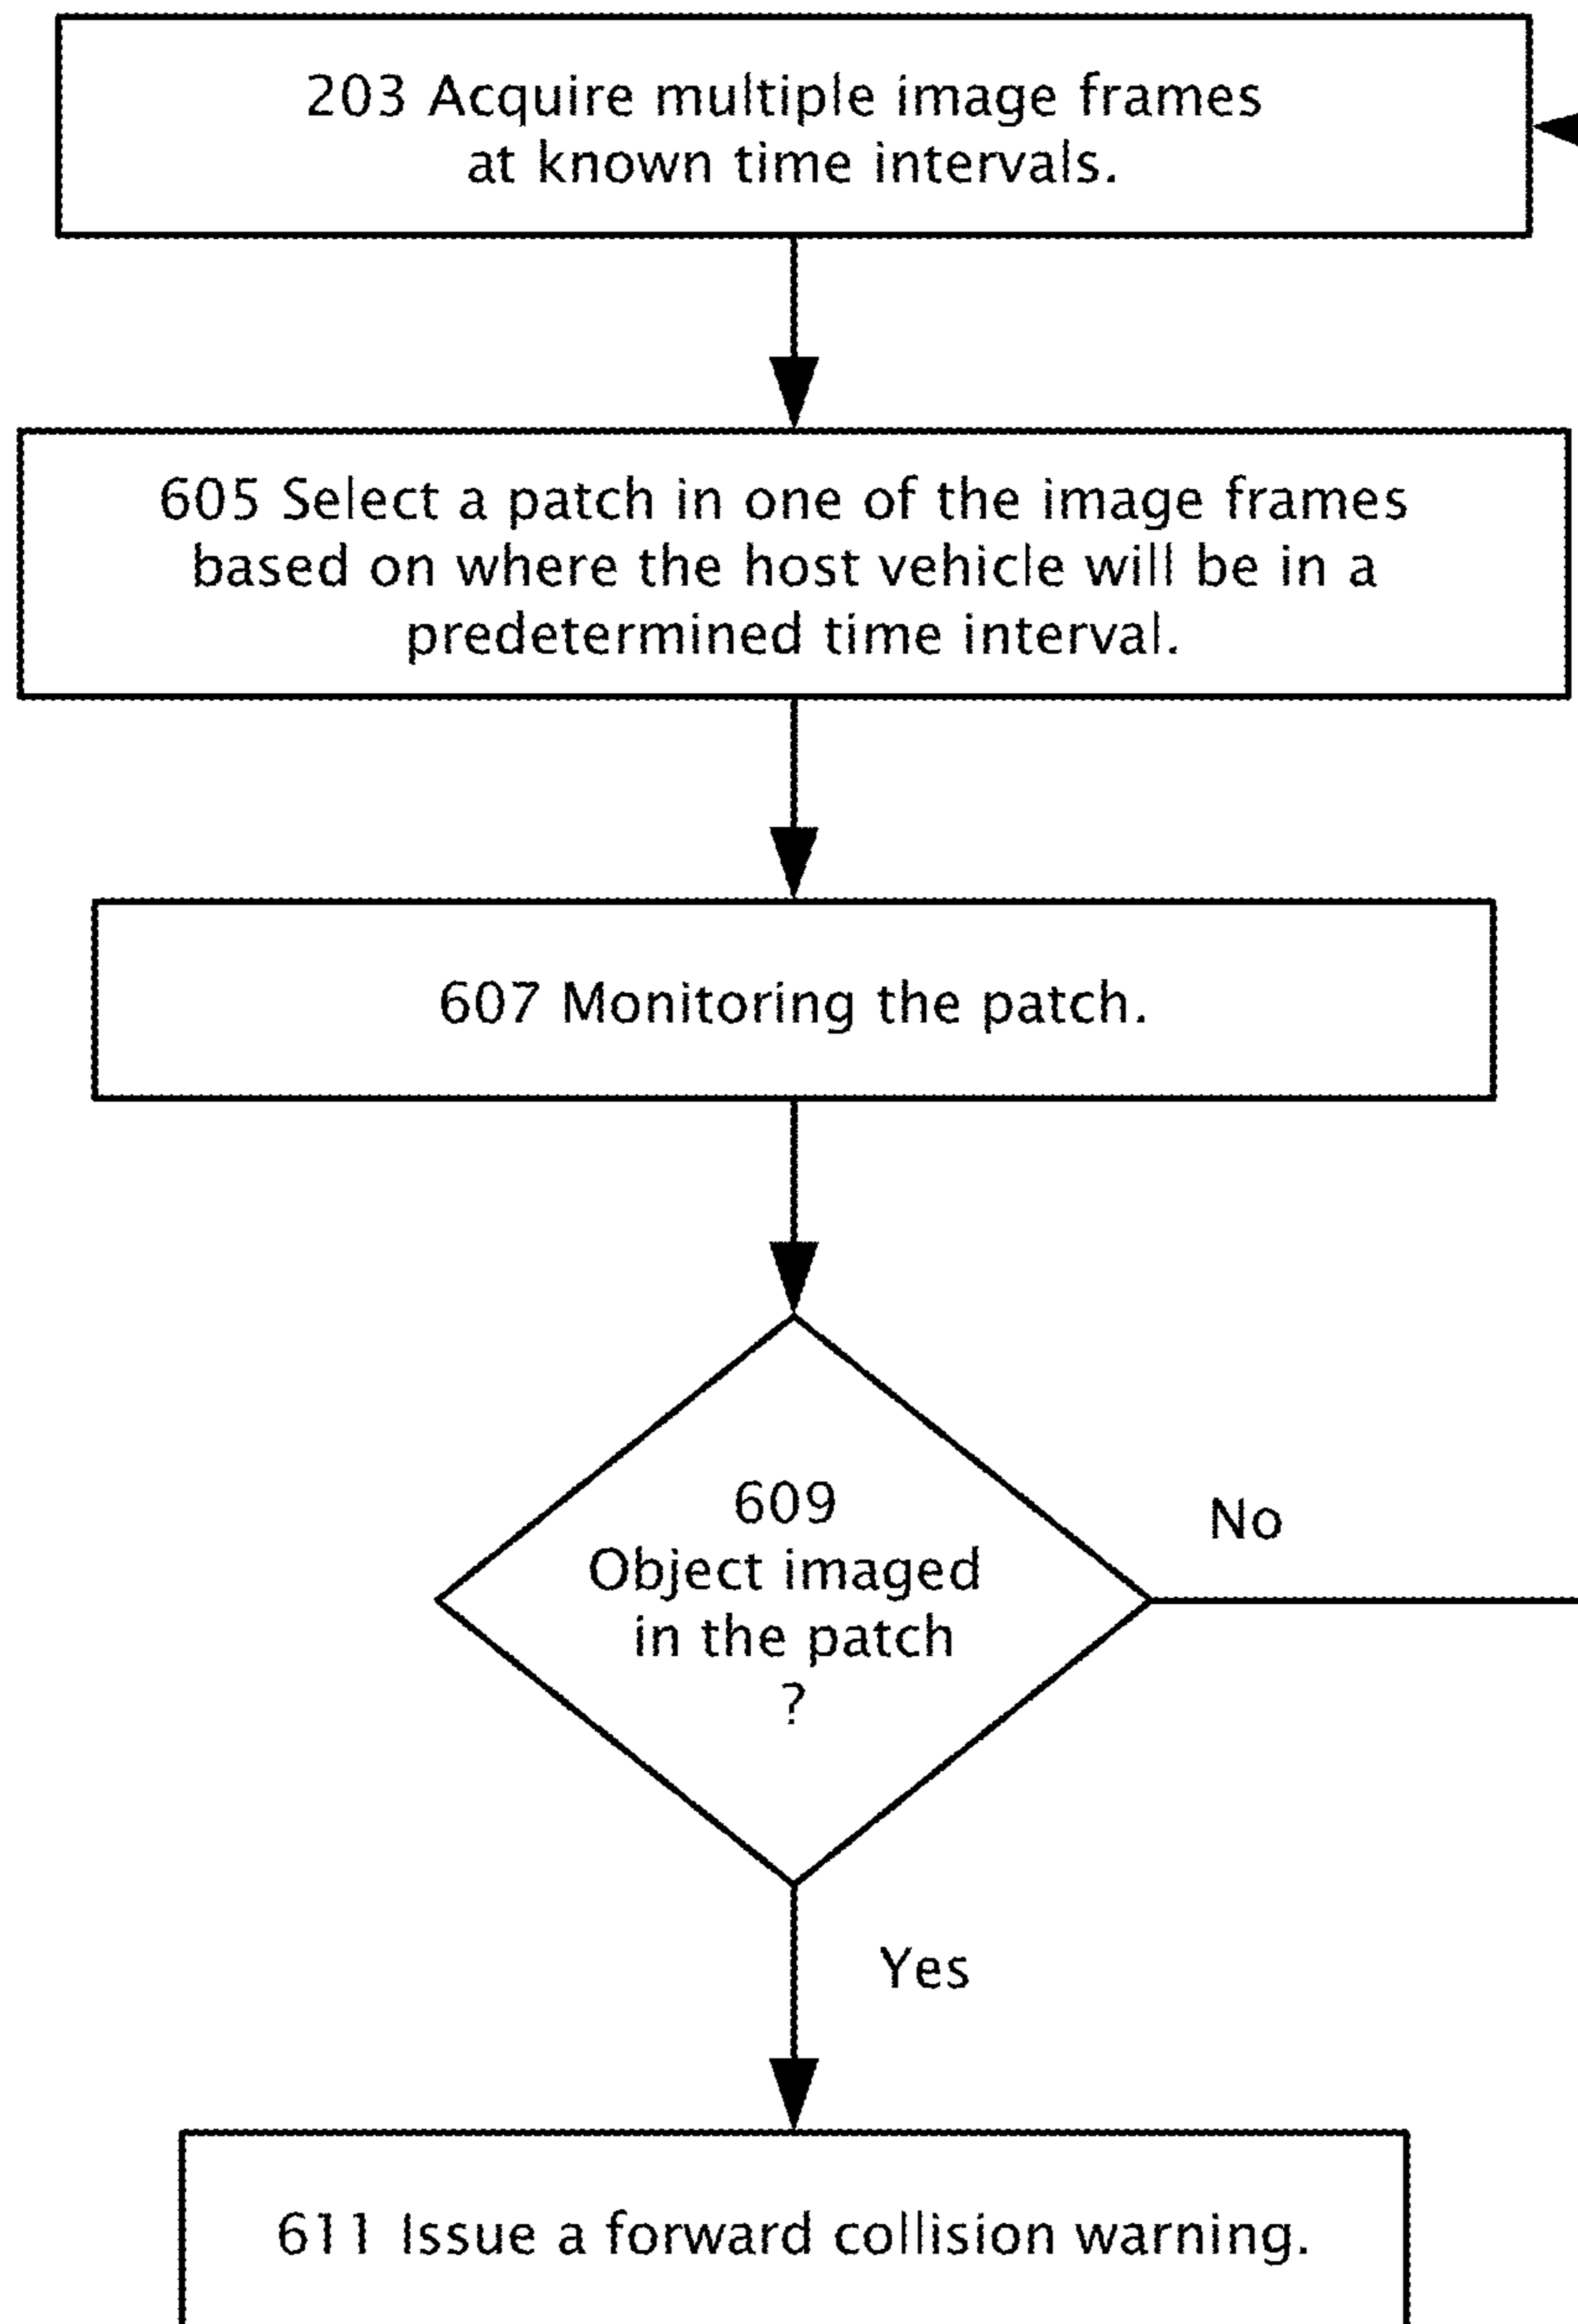 203 Acquire multiple image frames
at known time intervals.
605 Select a patch in one of the image frames
based on where the host vehicle will be in a
predetermined time interval.
607 Monitoring the patch.
609
Object imaged
in the patch
?
No
Yes
611 Issue a forward collision warning.